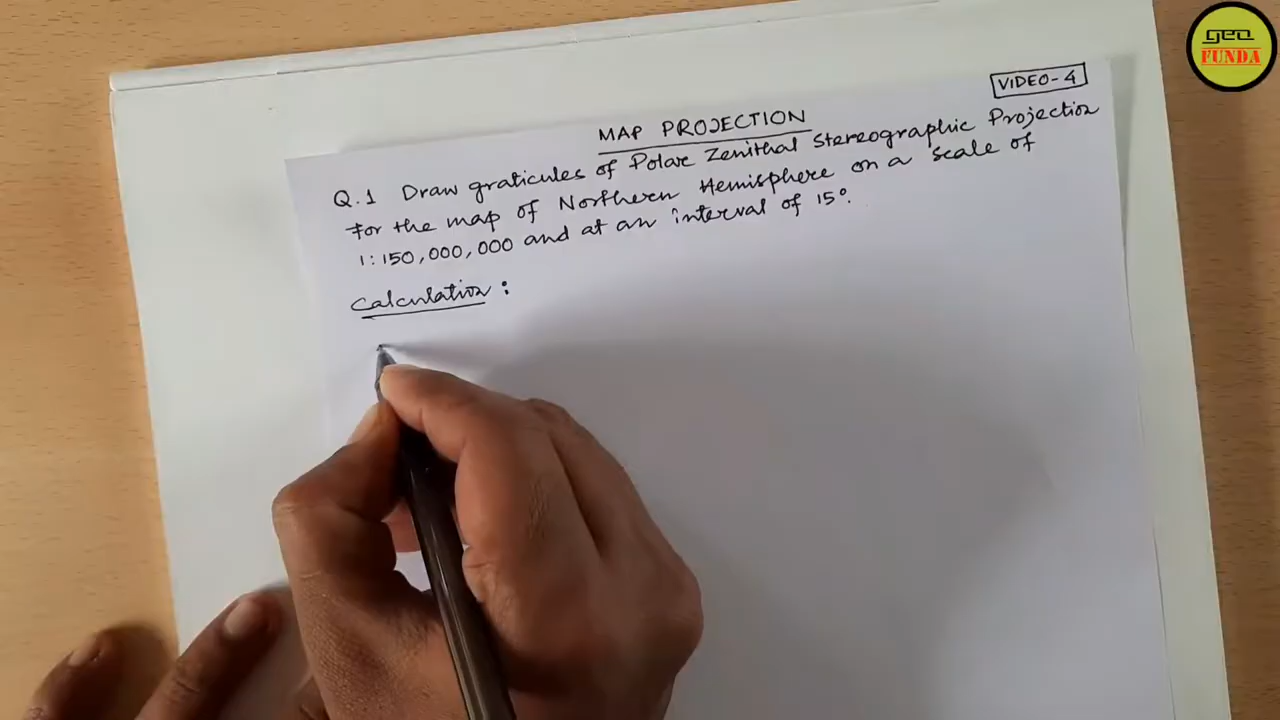 geo
FUNDA
VIDEO-4
MAP PROJECTION
Q.1 Draw graticules of Polar Zenithal Stereographic Projection
for the map of Northern Hemisphere on a scale of
1:150,000,000 and at an interval of 15°.
Calculation: